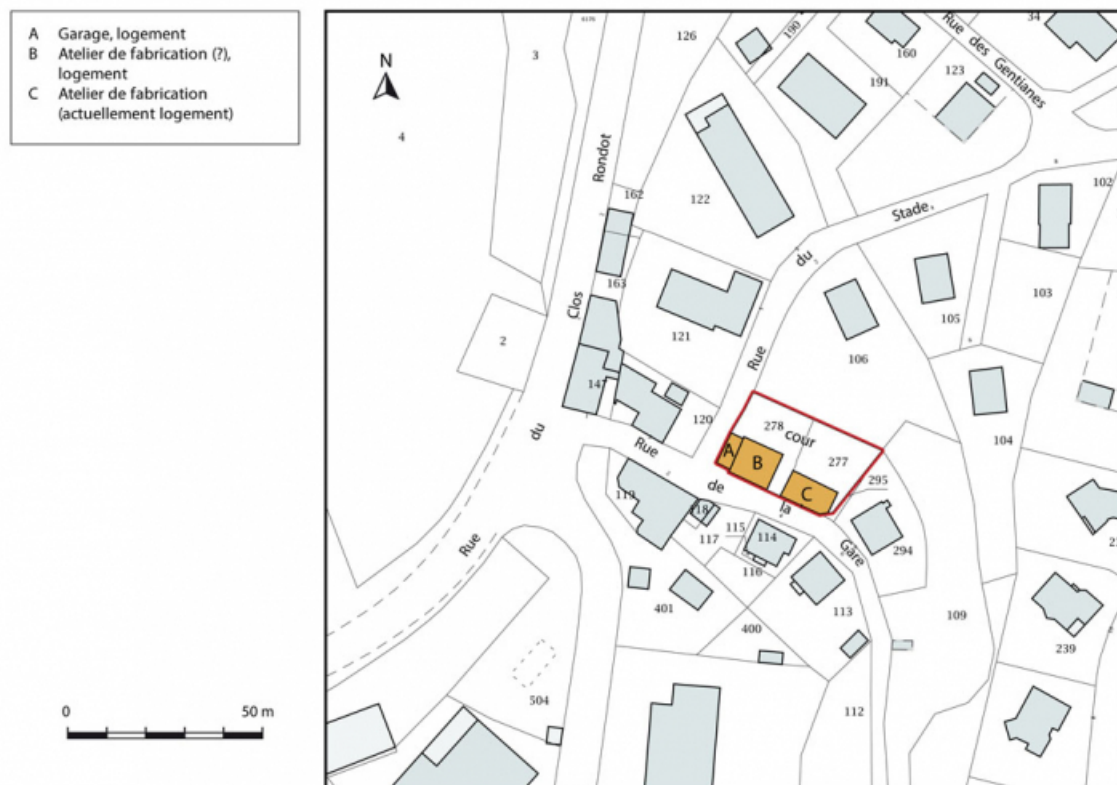 A Garage, logement
B Atelier de fabrication (?),
logement
C Atelier de fabrication
(actuellement logement)
N
0 50 m
3
4
126
190
160
34
Rue des Gentianes
191
123
102
Rondot
162
122
Stade
du
163
103
Clos
105
2
121
106
Rue
104
120
278
cour
A
B
277
C
295
Rue
de
la
Gare
du
Rue
119
118
117
115
114
116
294
113
401
400
109
239
504
112